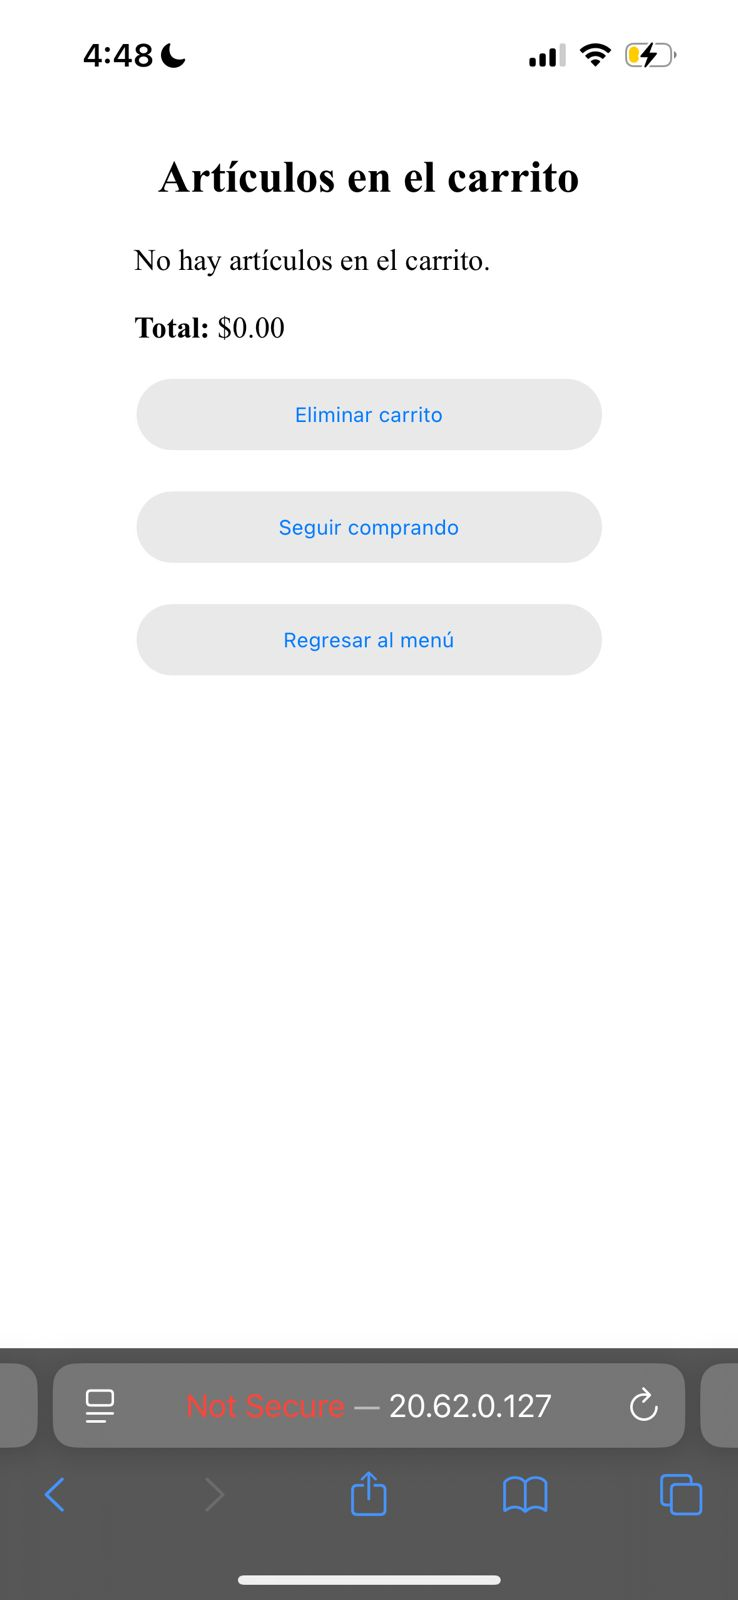 4:48
Artículos en el carrito
No hay artículos en el carrito.
Total: $0.00
Eliminar carrito
Seguir comprando
Regresar al menú
Not Secure — 20.62.0.127